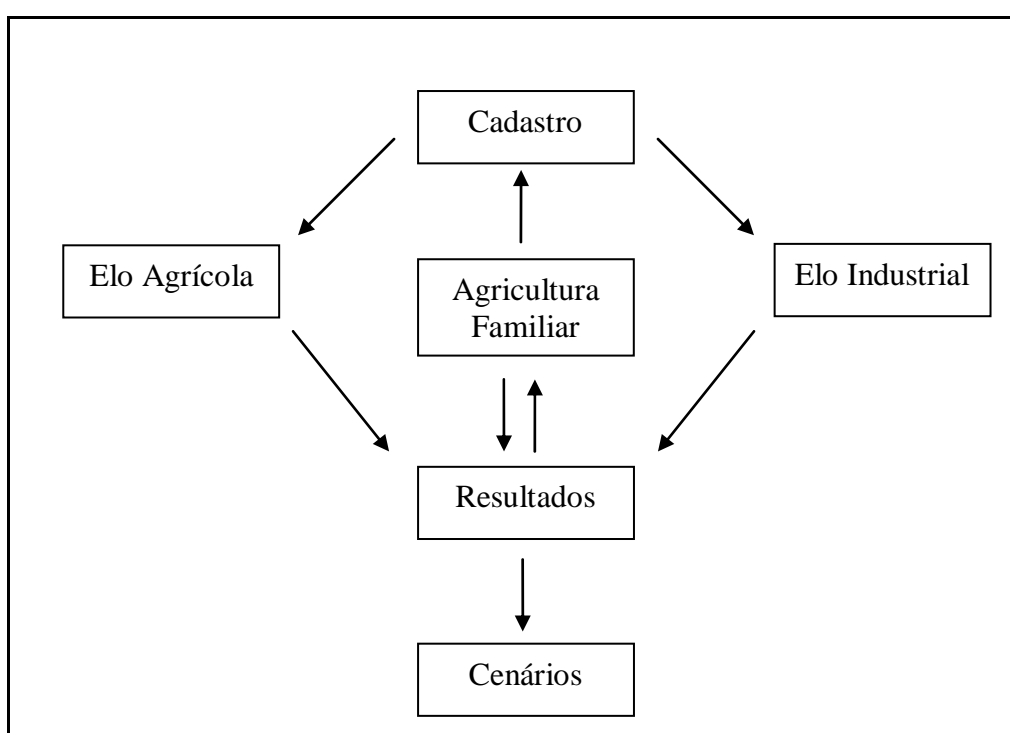 Cadastro
Elo Agrícola
Agricultura
Familiar
Elo Industrial
Resultados
Cenários